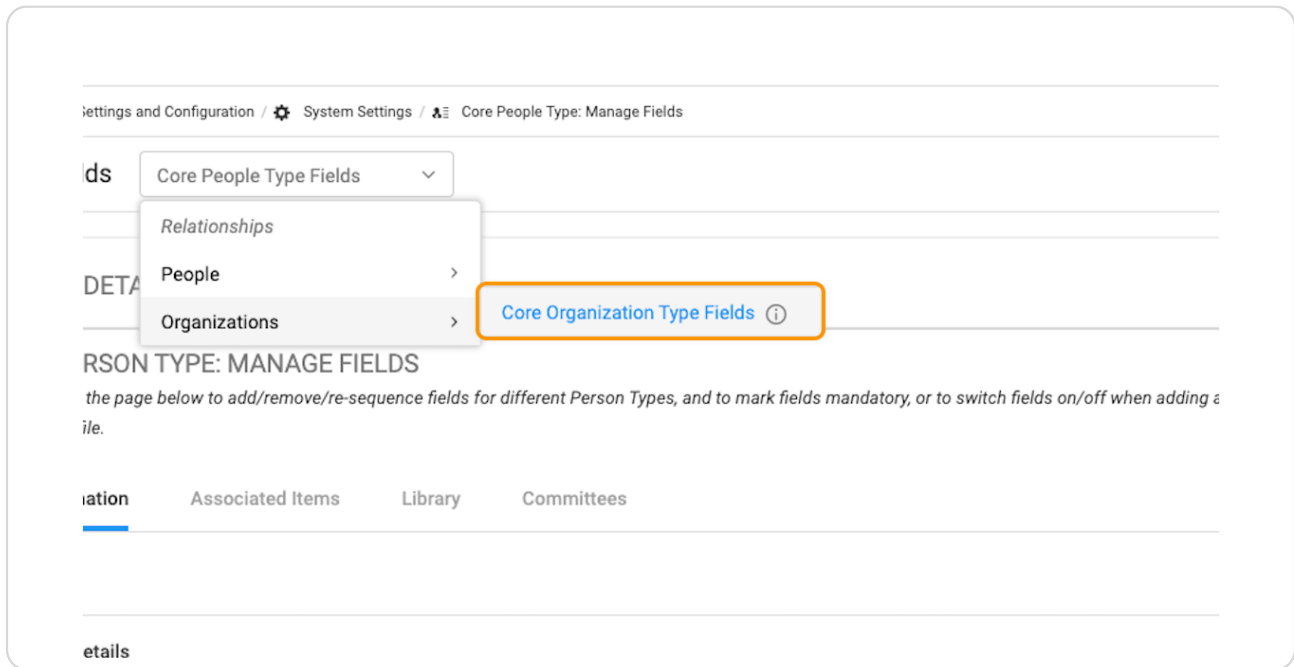 Settings and Configuration / System Settings / Core People Type: Manage Fields
lds Core People Type Fields
Relationships
People
DETA
Organizations
Core Organization Type Fields
RSON TYPE: MANAGE FIELDS
the page below to add/remove/re-sequence fields for different Person Types, and to mark fields mandatory, or to switch fields on/off when adding a
file.
nation Associated Items Library Committees
etails